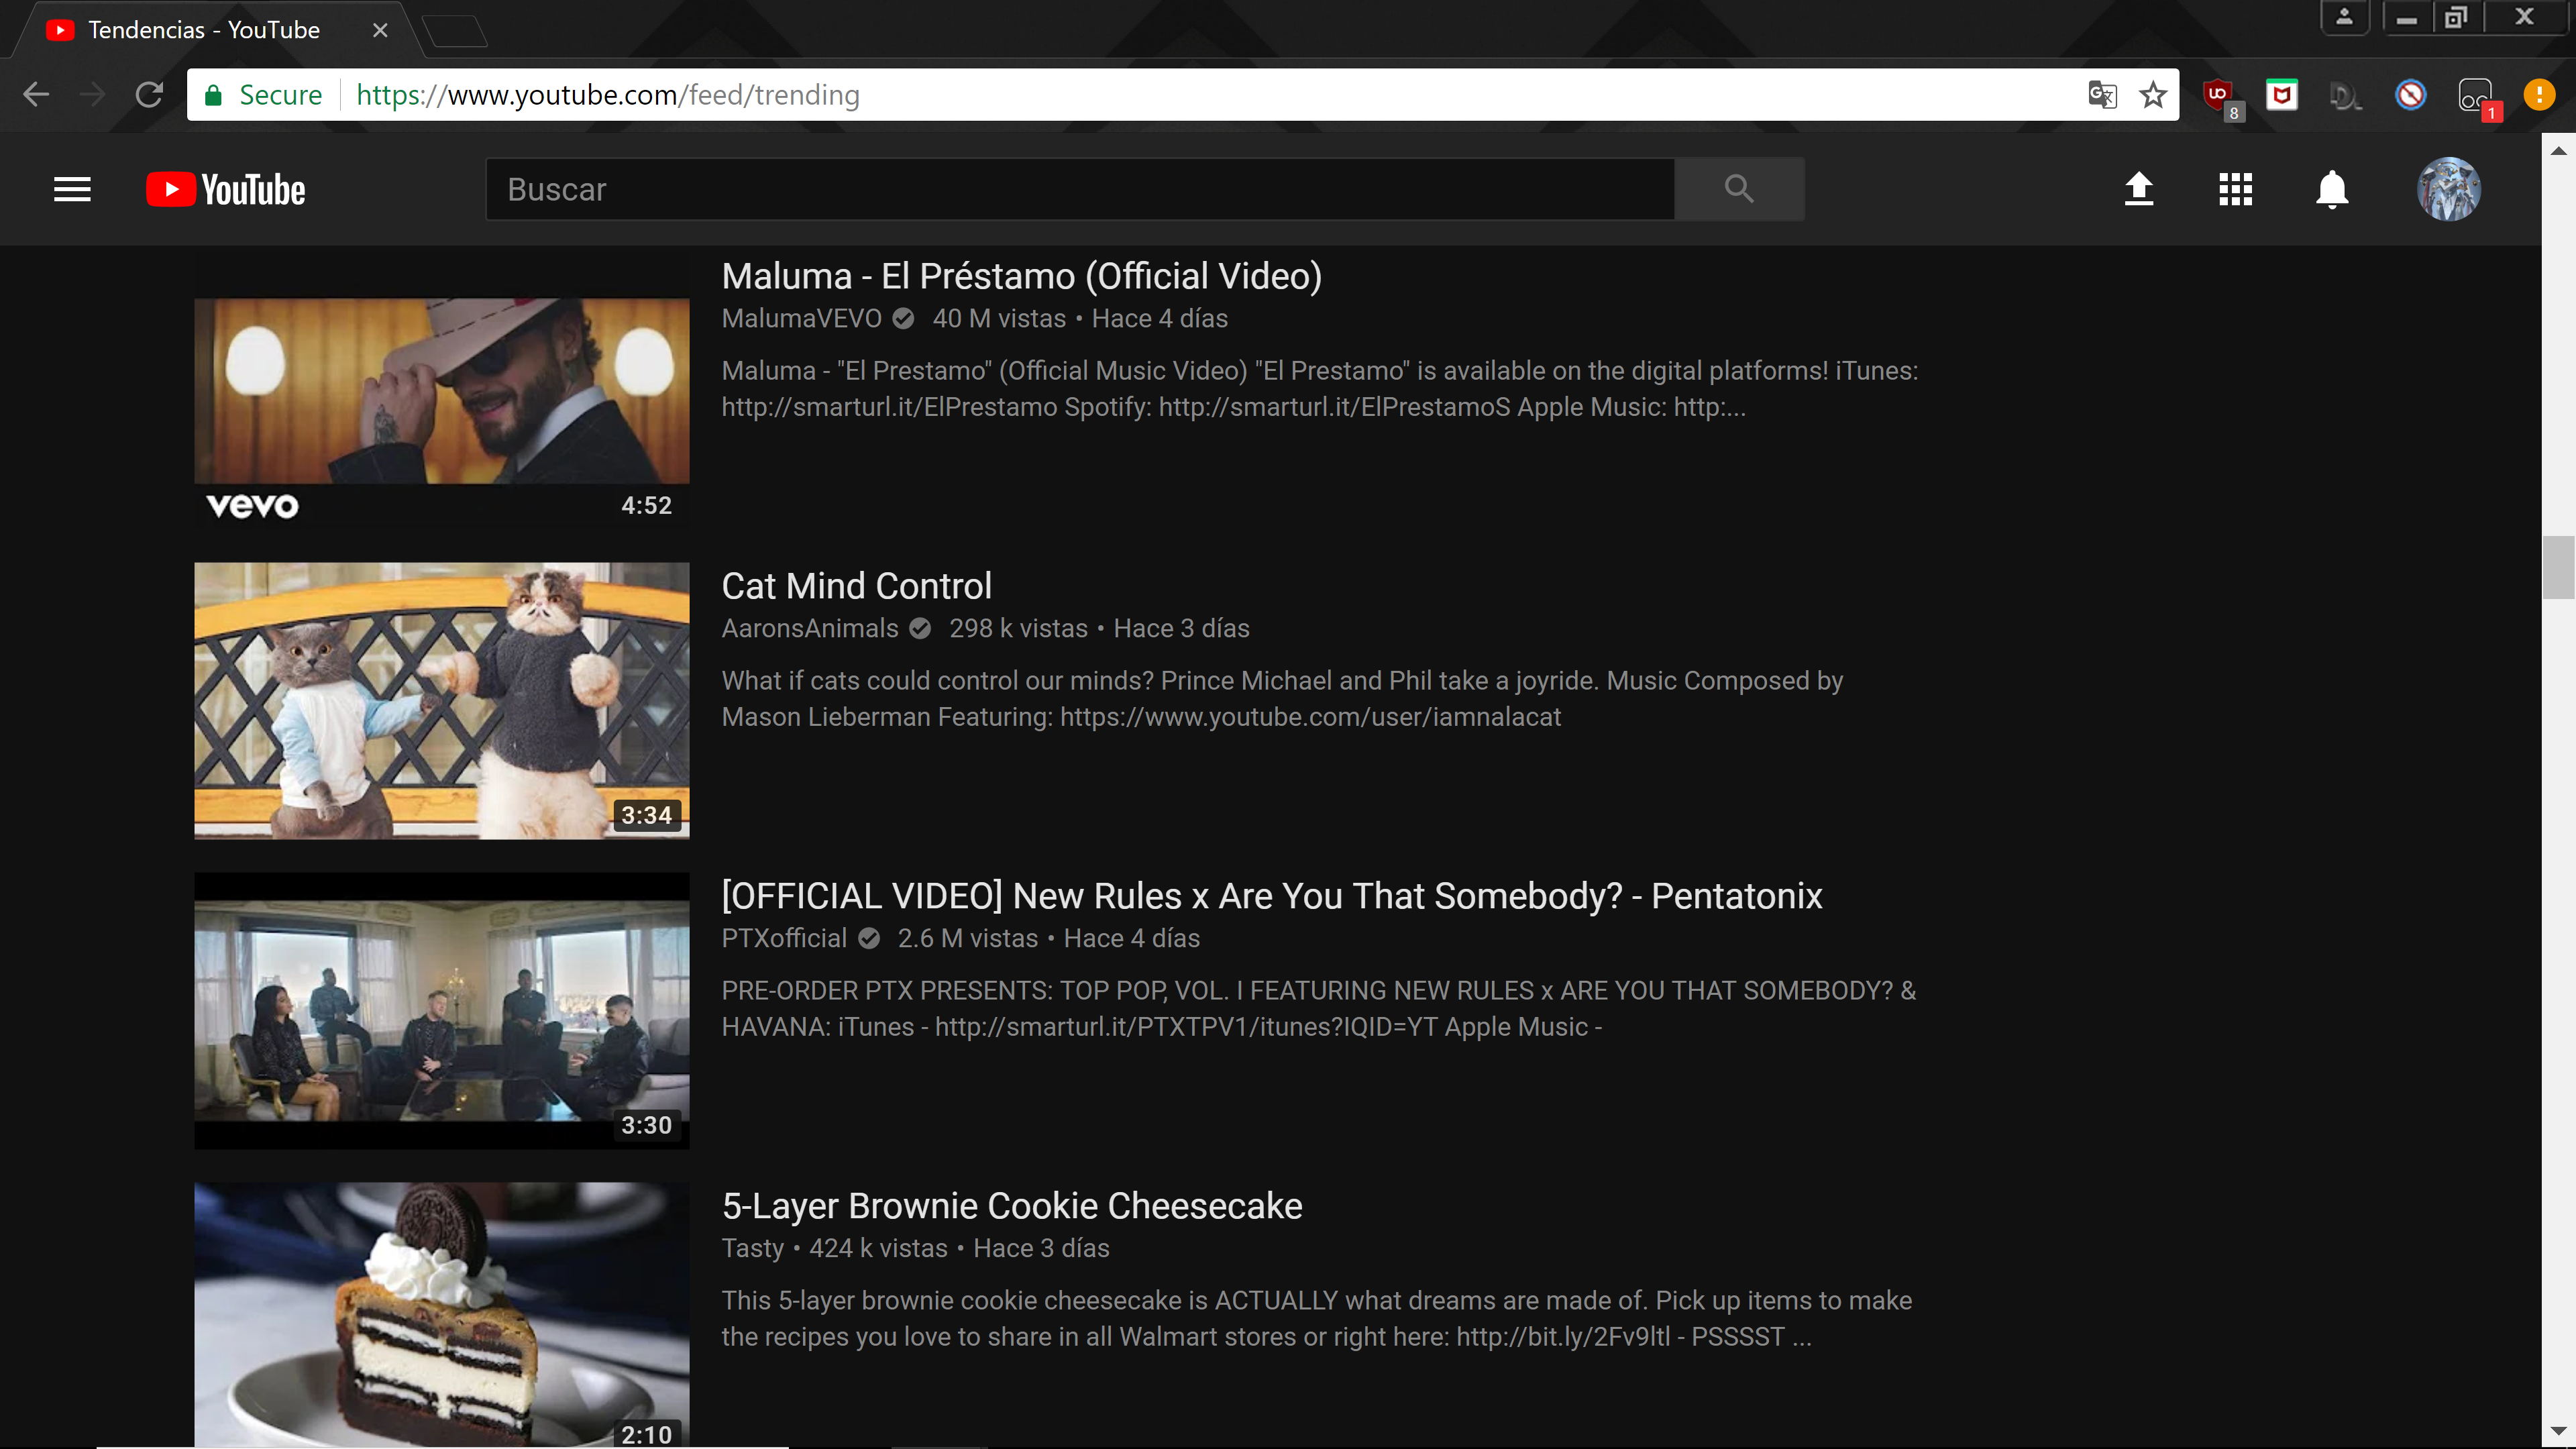 Tendencias - YouTube
Secure
https://www.youtube.com/feed/trending
8
1
YouTube
Buscar
Maluma - El Préstamo (Official Video)
MalumaVEVO 40 M vistas • Hace 4 días
Maluma - "El Prestamo" (Official Music Video) "El Prestamo" is available on the digital platforms! iTunes:
http://smarturl.it/ElPrestamo Spotify: http://smarturl.it/ElPrestamoS Apple Music: http:...
vevo
4:52
Cat Mind Control
AaronsAnimals 298 k vistas • Hace 3 días
What if cats could control our minds? Prince Michael and Phil take a joyride. Music Composed by
Mason Lieberman Featuring: https://www.youtube.com/user/iamnalacat
3:34
[OFFICIAL VIDEO] New Rules x Are You That Somebody? - Pentatonix
PTXofficial 2.6 M vistas • Hace 4 días
PRE-ORDER PTX PRESENTS: TOP POP, VOL. I FEATURING NEW RULES x ARE YOU THAT SOMEBODY? &
HAVANA: iTunes - http://smarturl.it/PTXTPV1/itunes?IQID=YT Apple Music -
3:30
5-Layer Brownie Cookie Cheesecake
Tasty • 424 k vistas • Hace 3 días
This 5-layer brownie cookie cheesecake is ACTUALLY what dreams are made of. Pick up items to make
the recipes you love to share in all Walmart stores or right here: http://bit.ly/2Fv9ltl - PSSSST ...
2:10